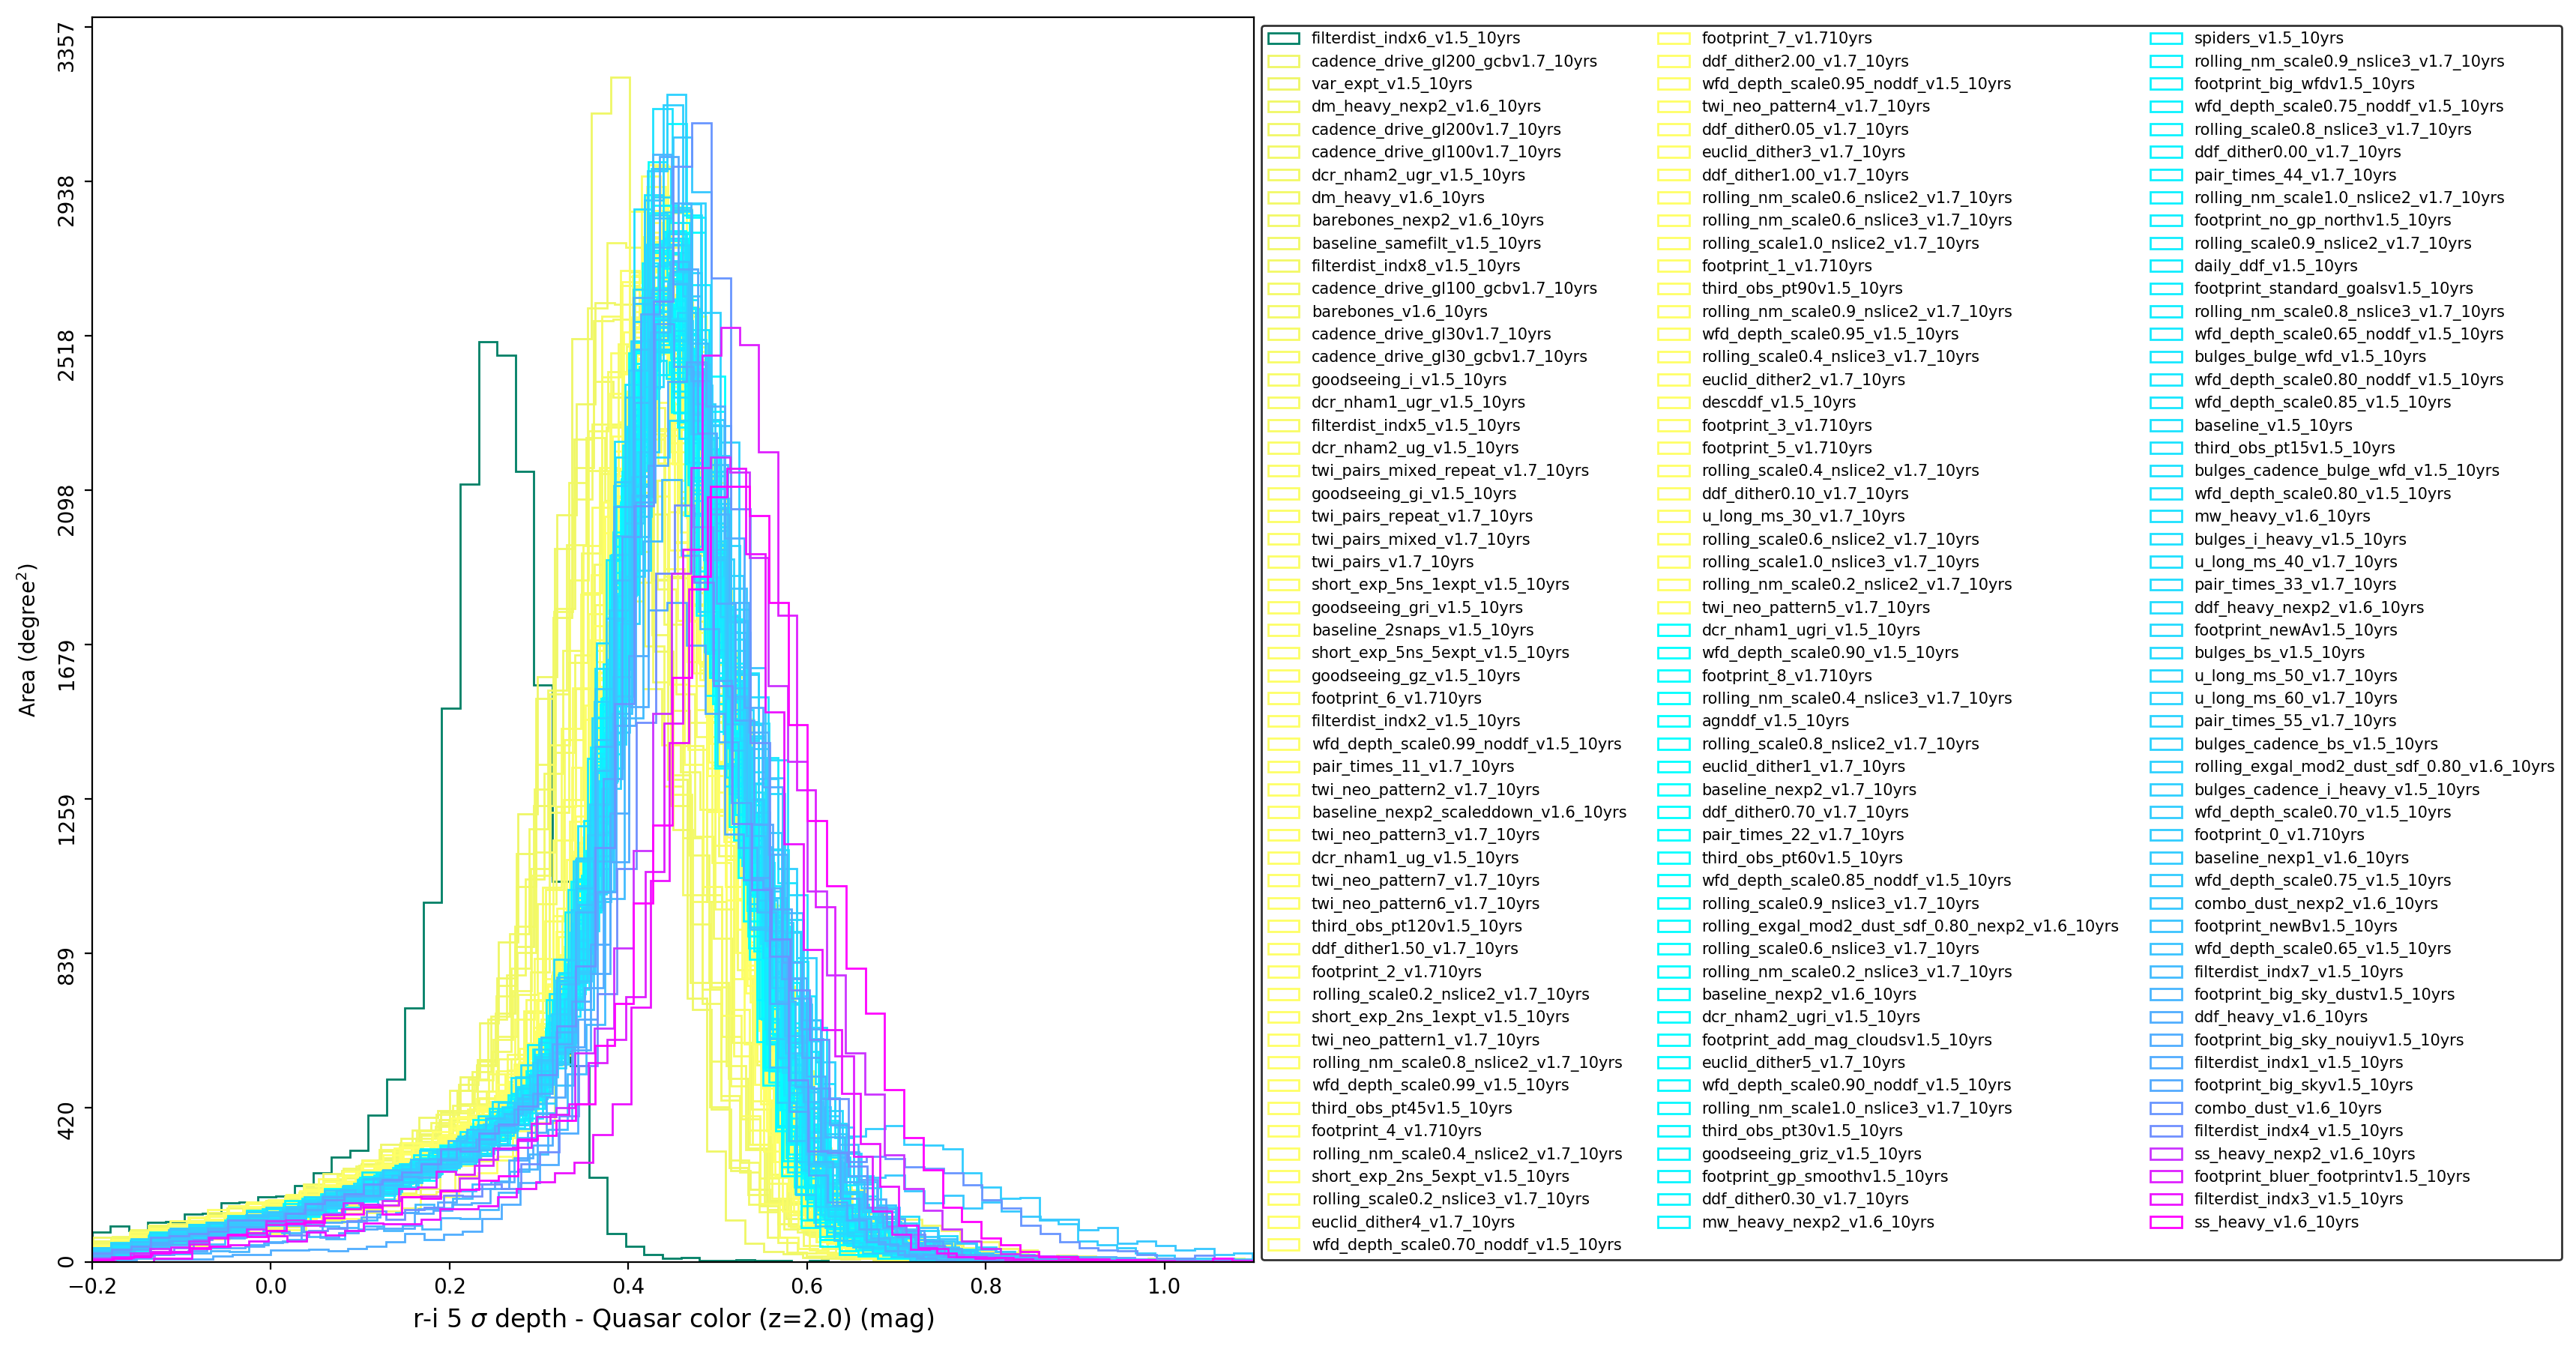 3357
2938
2518
2098
1679
1259
839
420
0
Area (degree²)
−0.2
0.0
0.2
0.4
0.6
0.8
1.0
r-i 5 σ depth - Quasar color (z=2.0) (mag)
filterdist_indx6_v1.5_10yrs
cadence_drive_gl200_gcbv1.7_10yrs
var_expt_v1.5_10yrs
dm_heavy_nexp2_v1.6_10yrs
cadence_drive_gl200v1.7_10yrs
cadence_drive_gl100v1.7_10yrs
dcr_nham2_ugr_v1.5_10yrs
dm_heavy_v1.6_10yrs
barebones_nexp2_v1.6_10yrs
baseline_samefilt_v1.5_10yrs
filterdist_indx8_v1.5_10yrs
cadence_drive_gl100_gcbv1.7_10yrs
barebones_v1.6_10yrs
cadence_drive_gl30v1.7_10yrs
cadence_drive_gl30_gcbv1.7_10yrs
goodseeing_i_v1.5_10yrs
dcr_nham1_ugr_v1.5_10yrs
filterdist_indx5_v1.5_10yrs
dcr_nham2_ug_v1.5_10yrs
twi_pairs_mixed_repeat_v1.7_10yrs
goodseeing_gi_v1.5_10yrs
twi_pairs_repeat_v1.7_10yrs
twi_pairs_mixed_v1.7_10yrs
twi_pairs_v1.7_10yrs
short_exp_5ns_1expt_v1.5_10yrs
goodseeing_gri_v1.5_10yrs
baseline_2snaps_v1.5_10yrs
short_exp_5ns_5expt_v1.5_10yrs
goodseeing_gz_v1.5_10yrs
footprint_6_v1.710yrs
filterdist_indx2_v1.5_10yrs
wfd_depth_scale0.99_noddf_v1.5_10yrs
pair_times_11_v1.7_10yrs
twi_neo_pattern2_v1.7_10yrs
baseline_nexp2_scaleddown_v1.6_10yrs
twi_neo_pattern3_v1.7_10yrs
dcr_nham1_ug_v1.5_10yrs
twi_neo_pattern7_v1.7_10yrs
twi_neo_pattern6_v1.7_10yrs
third_obs_pt120v1.5_10yrs
ddf_dither1.50_v1.7_10yrs
footprint_2_v1.710yrs
rolling_scale0.2_nslice2_v1.7_10yrs
short_exp_2ns_1expt_v1.5_10yrs
twi_neo_pattern1_v1.7_10yrs
rolling_nm_scale0.8_nslice2_v1.7_10yrs
wfd_depth_scale0.99_v1.5_10yrs
third_obs_pt45v1.5_10yrs
footprint_4_v1.710yrs
rolling_nm_scale0.4_nslice2_v1.7_10yrs
short_exp_2ns_5expt_v1.5_10yrs
rolling_scale0.2_nslice3_v1.7_10yrs
euclid_dither4_v1.7_10yrs
wfd_depth_scale0.70_noddf_v1.5_10yrs
footprint_7_v1.710yrs
ddf_dither2.00_v1.7_10yrs
wfd_depth_scale0.95_noddf_v1.5_10yrs
twi_neo_pattern4_v1.7_10yrs
ddf_dither0.05_v1.7_10yrs
euclid_dither3_v1.7_10yrs
ddf_dither1.00_v1.7_10yrs
rolling_nm_scale0.6_nslice2_v1.7_10yrs
rolling_nm_scale0.6_nslice3_v1.7_10yrs
rolling_scale1.0_nslice2_v1.7_10yrs
footprint_1_v1.710yrs
third_obs_pt90v1.5_10yrs
rolling_nm_scale0.9_nslice2_v1.7_10yrs
wfd_depth_scale0.95_v1.5_10yrs
rolling_scale0.4_nslice3_v1.7_10yrs
euclid_dither2_v1.7_10yrs
descddf_v1.5_10yrs
footprint_3_v1.710yrs
footprint_5_v1.710yrs
rolling_scale0.4_nslice2_v1.7_10yrs
ddf_dither0.10_v1.7_10yrs
u_long_ms_30_v1.7_10yrs
rolling_scale0.6_nslice2_v1.7_10yrs
rolling_scale1.0_nslice3_v1.7_10yrs
rolling_nm_scale0.2_nslice2_v1.7_10yrs
twi_neo_pattern5_v1.7_10yrs
dcr_nham1_ugri_v1.5_10yrs
wfd_depth_scale0.90_v1.5_10yrs
footprint_8_v1.710yrs
rolling_nm_scale0.4_nslice3_v1.7_10yrs
agnddf_v1.5_10yrs
rolling_scale0.8_nslice2_v1.7_10yrs
euclid_dither1_v1.7_10yrs
baseline_nexp2_v1.7_10yrs
ddf_dither0.70_v1.7_10yrs
pair_times_22_v1.7_10yrs
third_obs_pt60v1.5_10yrs
wfd_depth_scale0.85_noddf_v1.5_10yrs
rolling_scale0.9_nslice3_v1.7_10yrs
rolling_exgal_mod2_dust_sdf_0.80_nexp2_v1.6_10yrs
rolling_scale0.6_nslice3_v1.7_10yrs
rolling_nm_scale0.2_nslice3_v1.7_10yrs
baseline_nexp2_v1.6_10yrs
dcr_nham2_ugri_v1.5_10yrs
footprint_add_mag_cloudsv1.5_10yrs
euclid_dither5_v1.7_10yrs
wfd_depth_scale0.90_noddf_v1.5_10yrs
rolling_nm_scale1.0_nslice3_v1.7_10yrs
third_obs_pt30v1.5_10yrs
goodseeing_griz_v1.5_10yrs
footprint_gp_smoothv1.5_10yrs
ddf_dither0.30_v1.7_10yrs
mw_heavy_nexp2_v1.6_10yrs
spiders_v1.5_10yrs
rolling_nm_scale0.9_nslice3_v1.7_10yrs
footprint_big_wfdv1.5_10yrs
wfd_depth_scale0.75_noddf_v1.5_10yrs
rolling_scale0.8_nslice3_v1.7_10yrs
ddf_dither0.00_v1.7_10yrs
pair_times_44_v1.7_10yrs
rolling_nm_scale1.0_nslice2_v1.7_10yrs
footprint_no_gp_northv1.5_10yrs
rolling_scale0.9_nslice2_v1.7_10yrs
daily_ddf_v1.5_10yrs
footprint_standard_goalsv1.5_10yrs
rolling_nm_scale0.8_nslice3_v1.7_10yrs
wfd_depth_scale0.65_noddf_v1.5_10yrs
bulges_bulge_wfd_v1.5_10yrs
wfd_depth_scale0.80_noddf_v1.5_10yrs
wfd_depth_scale0.85_v1.5_10yrs
baseline_v1.5_10yrs
third_obs_pt15v1.5_10yrs
bulges_cadence_bulge_wfd_v1.5_10yrs
wfd_depth_scale0.80_v1.5_10yrs
mw_heavy_v1.6_10yrs
bulges_i_heavy_v1.5_10yrs
u_long_ms_40_v1.7_10yrs
pair_times_33_v1.7_10yrs
ddf_heavy_nexp2_v1.6_10yrs
footprint_newAv1.5_10yrs
bulges_bs_v1.5_10yrs
u_long_ms_50_v1.7_10yrs
u_long_ms_60_v1.7_10yrs
pair_times_55_v1.7_10yrs
bulges_cadence_bs_v1.5_10yrs
rolling_exgal_mod2_dust_sdf_0.80_v1.6_10yrs
bulges_cadence_i_heavy_v1.5_10yrs
wfd_depth_scale0.70_v1.5_10yrs
footprint_0_v1.710yrs
baseline_nexp1_v1.6_10yrs
wfd_depth_scale0.75_v1.5_10yrs
combo_dust_nexp2_v1.6_10yrs
footprint_newBv1.5_10yrs
wfd_depth_scale0.65_v1.5_10yrs
filterdist_indx7_v1.5_10yrs
footprint_big_sky_dustv1.5_10yrs
ddf_heavy_v1.6_10yrs
footprint_big_sky_nouiyv1.5_10yrs
filterdist_indx1_v1.5_10yrs
footprint_big_skyv1.5_10yrs
combo_dust_v1.6_10yrs
filterdist_indx4_v1.5_10yrs
ss_heavy_nexp2_v1.6_10yrs
footprint_bluer_footprintv1.5_10yrs
filterdist_indx3_v1.5_10yrs
ss_heavy_v1.6_10yrs